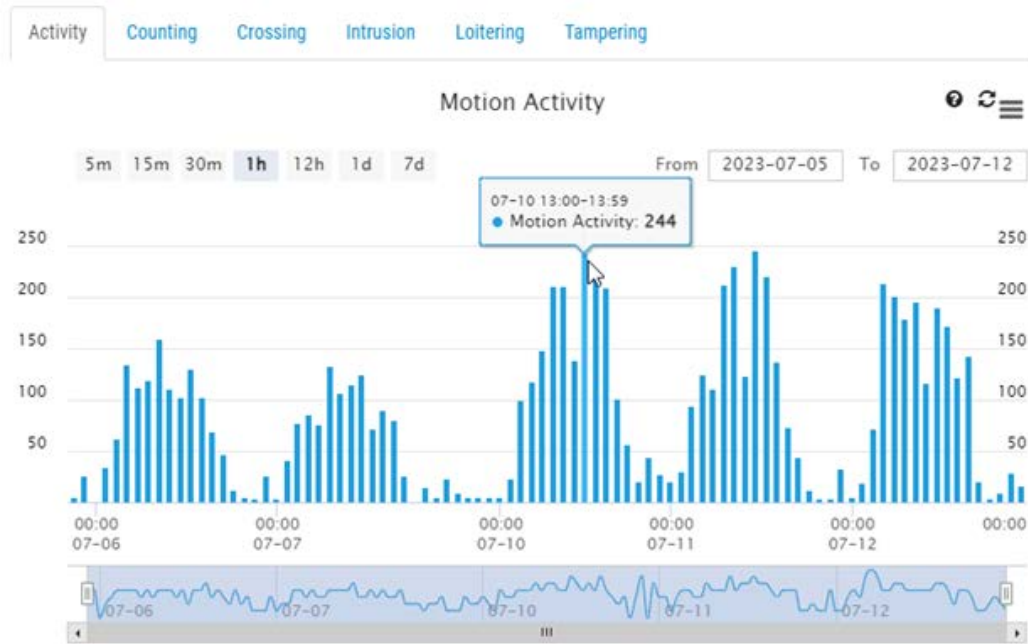 Activity Counting Crossing Intrusion Loitering Tampering
Motion Activity
5m 15m 30m 1h 12h 1d 7d From 2023-07-05 To 2023-07-12
07-10 13:00-13:59
Motion Activity: 244
250 250
200 200
150 150
100 100
50 50
00:00 00:00 00:00 00:00 00:00 00:00
07-06 07-07 07-10 07-11 07-12
07-06 07-07 07-10 07-11 07-12